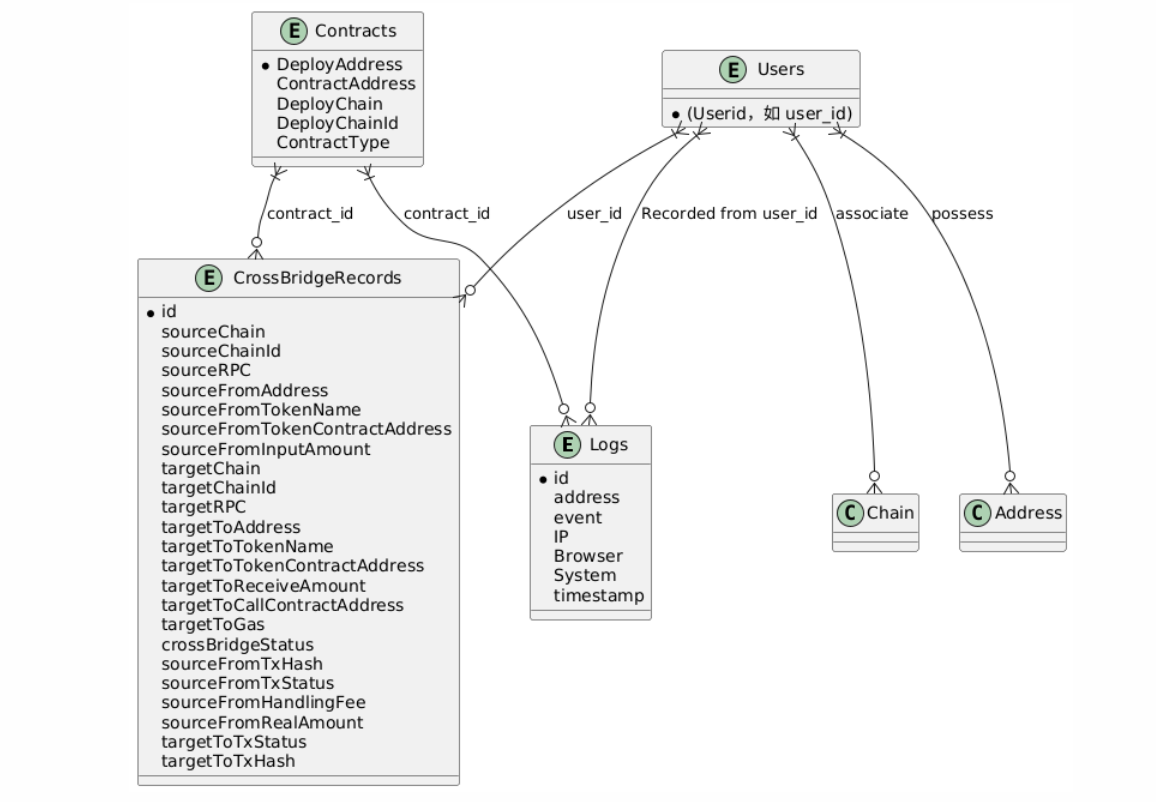 E Contracts
DeployAddress
ContractAddress
DeployChain
DeployChainId
ContractType
E Users
(Userid，如 user_id)
contract_id
contract_id
user_id
Recorded from user_id
associate
possess
E CrossBridgeRecords
id
sourceChain
sourceChainId
sourceRPC
sourceFromAddress
sourceFromTokenName
sourceFromTokenContractAddress
sourceFromInputAmount
targetChain
targetChainId
targetRPC
targetToAddress
targetToTokenName
targetToTokenContractAddress
targetToReceiveAmount
targetToCallContractAddress
targetToGas
crossBridgeStatus
sourceFromTxHash
sourceFromTxStatus
sourceFromHandlingFee
sourceFromRealAmount
targetToTxStatus
targetToTxHash
E Logs
id
address
event
IP
Browser
System
timestamp
C Chain
C Address